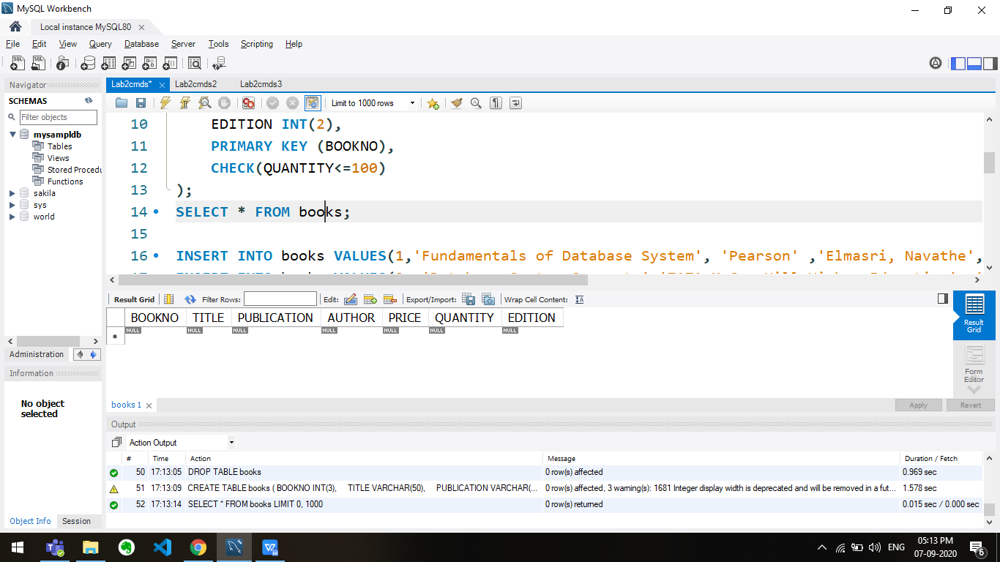 MySQL Workbench
Local instance MySQL80
File Edit View Query Database Server Tools Scripting Help
Navigator
SCHEMAS
Filter objects
mysampldb
Tables
Views
Stored Procedu
Functions
sakila
sys
world
Administration
Information
No object
selected
Object Info Session
Lab2cmds* Lab2cmds2 Lab2cmds3
Limit to 1000 rows
10 EDITION INT(2),
11 PRIMARY KEY (BOOKNO),
12 CHECK(QUANTITY<=100)
13 );
14 SELECT * FROM books;
15
16 INSERT INTO books VALUES(1,'Fundamentals of Database System', 'Pearson' ,'Elmasri, Navathe',
Result Grid Filter Rows: Edit: Export/Import: Wrap Cell Content:
BOOKNO TITLE PUBLICATION AUTHOR PRICE QUANTITY EDITION
NULL NULL NULL NULL NULL NULL NULL
Result
Grid
Form
Editor
books 1
Apply Revert
Output
Action Output
# Time Action Message Duration / Fetch
50 17:13:05 DROP TABLE books 0 row(s) affected 0.969 sec
51 17:13:09 CREATE TABLE books ( BOOKNO INT(3), TITLE VARCHAR(50), PUBLICATION VARCHAR(... 0 row(s) affected, 3 warning(s): 1681 Integer display width is deprecated and will be removed in a fut... 1.578 sec
52 17:13:14 SELECT * FROM books LIMIT 0, 1000 0 row(s) returned 0.015 sec / 0.000 sec
ENG
05:13 PM
07-09-2020
6